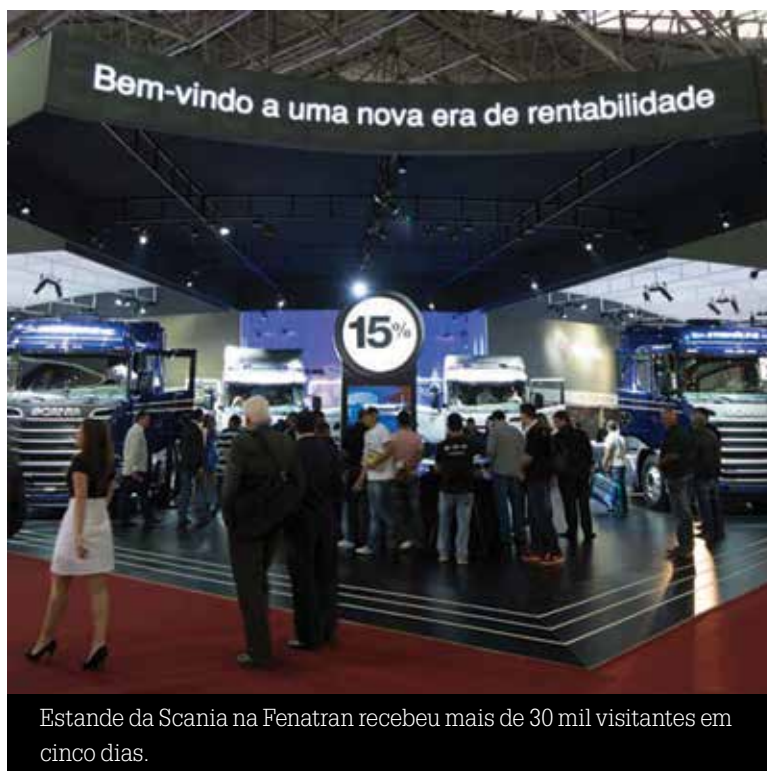 Bem-vindo a uma nova era de rentabilidade
15%
SCANIA
Estande da Scania na Fenatran recebeu mais de 30 mil visitantes em
cinco dias.